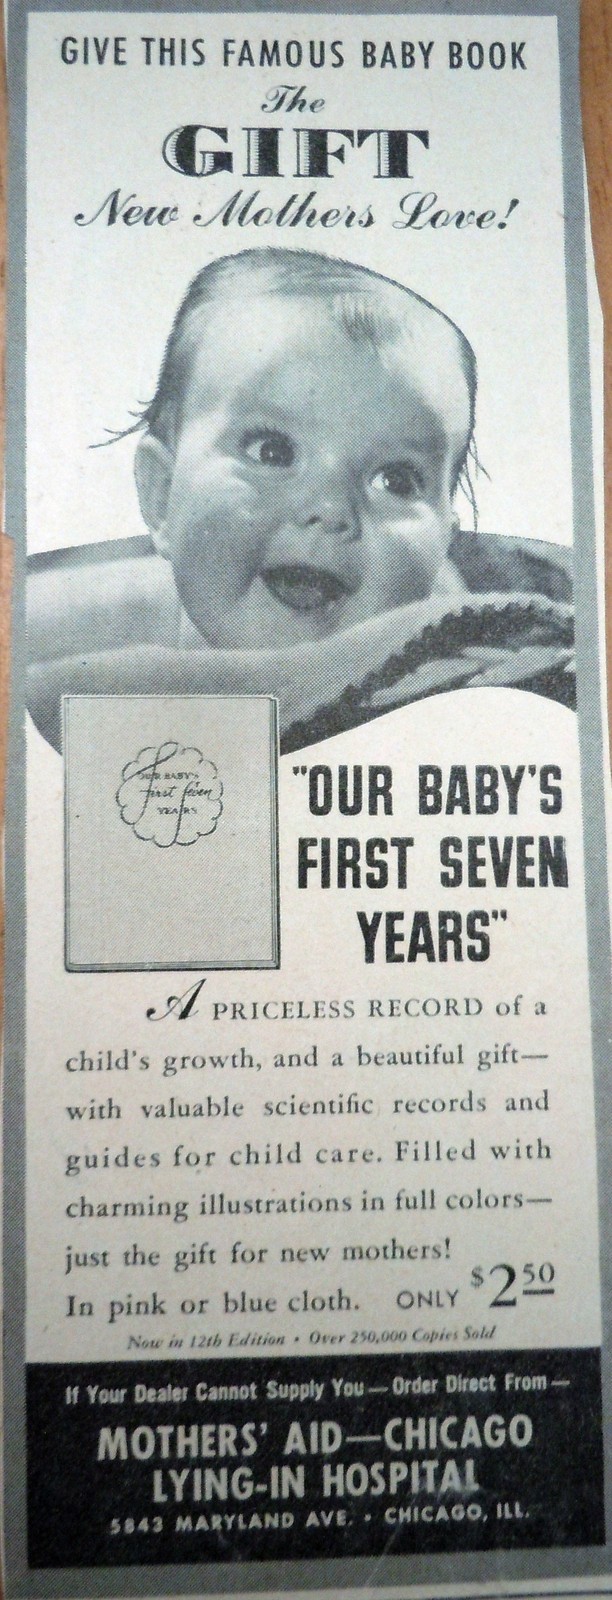 GIVE THIS FAMOUS BABY BOOK
The
GIFT
New Mothers Love!
OUR BABY'S
first seven
YEARS
"OUR BABY'S
FIRST SEVEN
YEARS"
A PRICELESS RECORD of a
child's growth, and a beautiful gift—
with valuable scientific records and
guides for child care. Filled with
charming illustrations in full colors—
just the gift for new mothers!
In pink or blue cloth. ONLY $2.50
Now in 12th Edition • Over 250,000 Copies Sold
If Your Dealer Cannot Supply You—Order Direct From—
MOTHERS' AID—CHICAGO
LYING-IN HOSPITAL
5843 MARYLAND AVE. • CHICAGO, ILL.